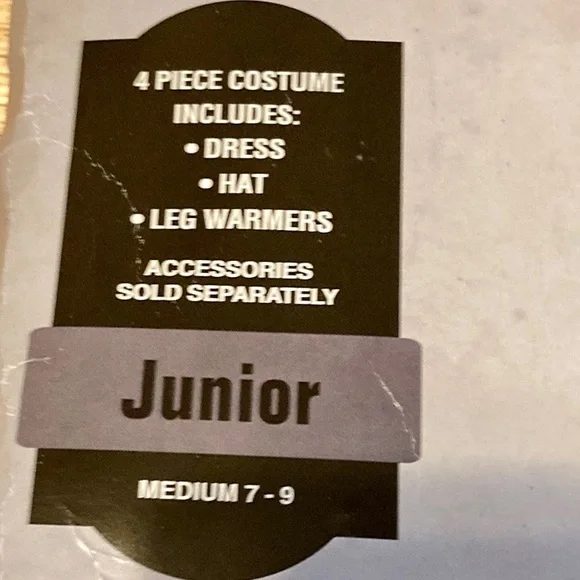 4 PIECE COSTUME
INCLUDES:
• DRESS
• HAT
• LEG WARMERS
ACCESSORIES
SOLD SEPARATELY
Junior
MEDIUM 7 - 9